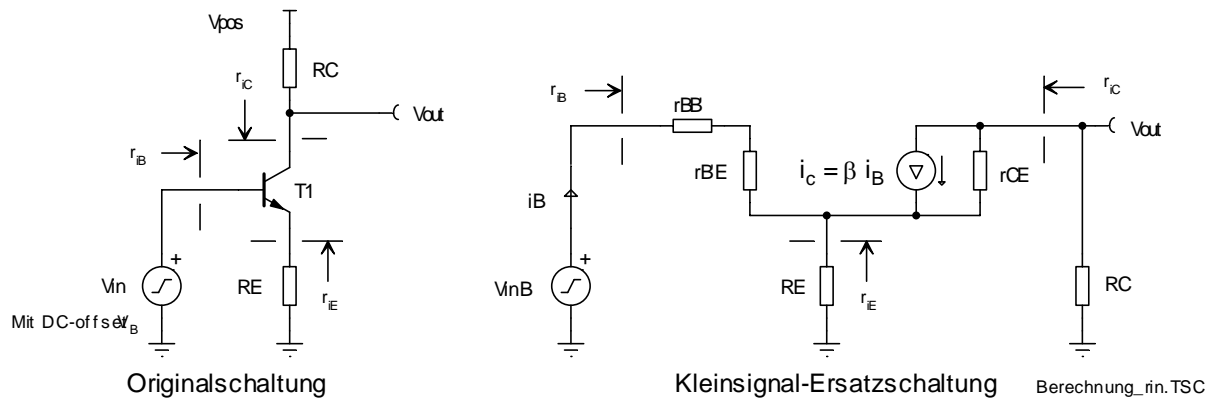 Vpos
RC
r_iC
Vout
r_iB
T1
Vin
+
RE
r_iE
Mit DC-offset V_B
Originalschaltung
r_iB
rBB'
r_iC
Vout
rB'E
i_c = β i_B
rCE
iB
VinB
+
RE
r_iE
RC
Kleinsignal-Ersatzschaltung
Berechnung_rin.TSC